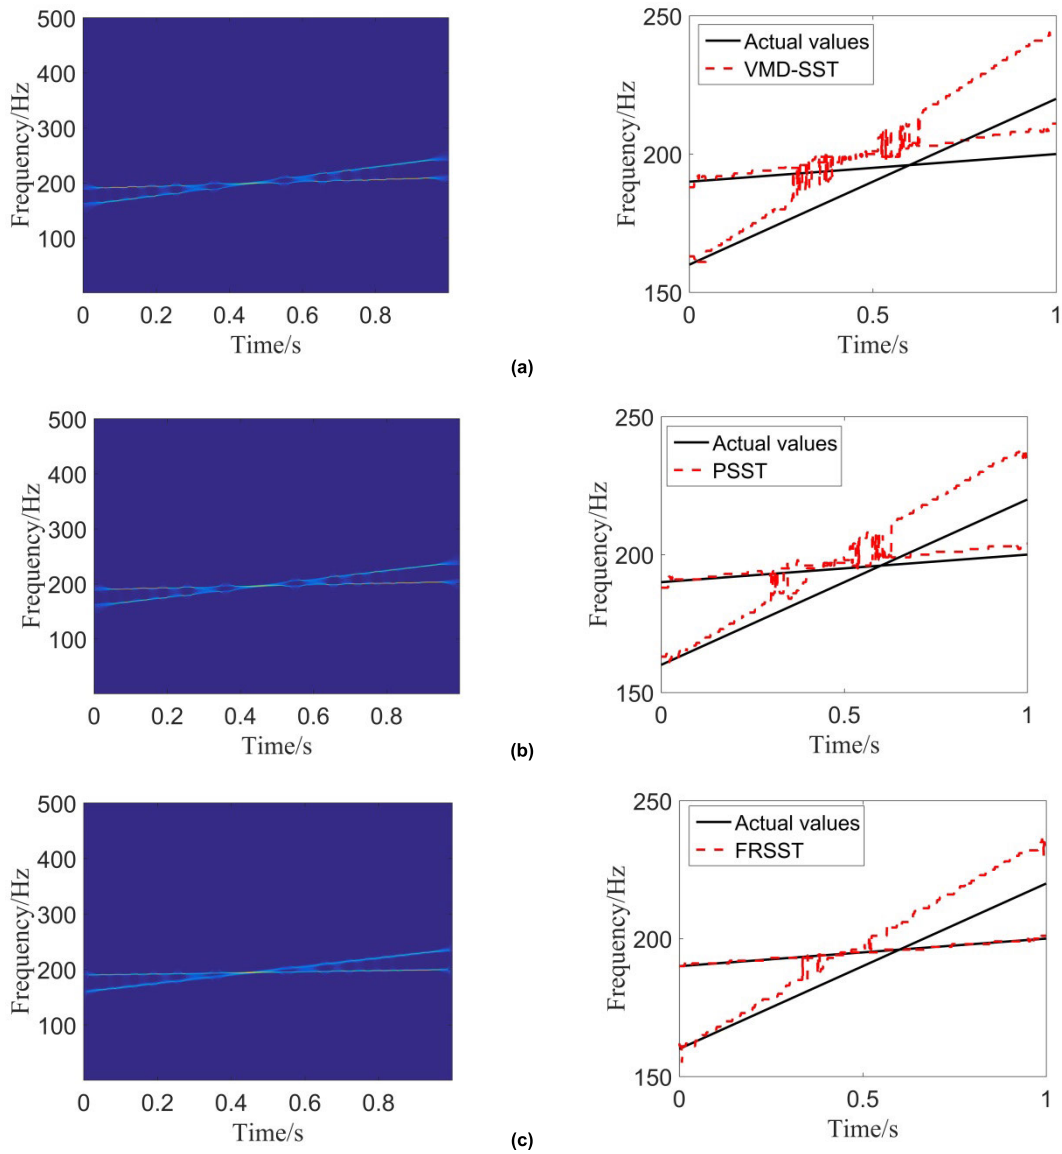 500
400
300
200
100
Frequency/Hz
0 0.2 0.4 0.6 0.8
Time/s
250
200
150
Frequency/Hz
Actual values
VMD-SST
0 0.5 1
Time/s
(a)
500
400
300
200
100
Frequency/Hz
0 0.2 0.4 0.6 0.8
Time/s
250
200
150
Frequency/Hz
Actual values
PSST
0 0.5 1
Time/s
(b)
500
400
300
200
100
Frequency/Hz
0 0.2 0.4 0.6 0.8
Time/s
250
200
150
Frequency/Hz
Actual values
FRSST
0 0.5 1
Time/s
(c)